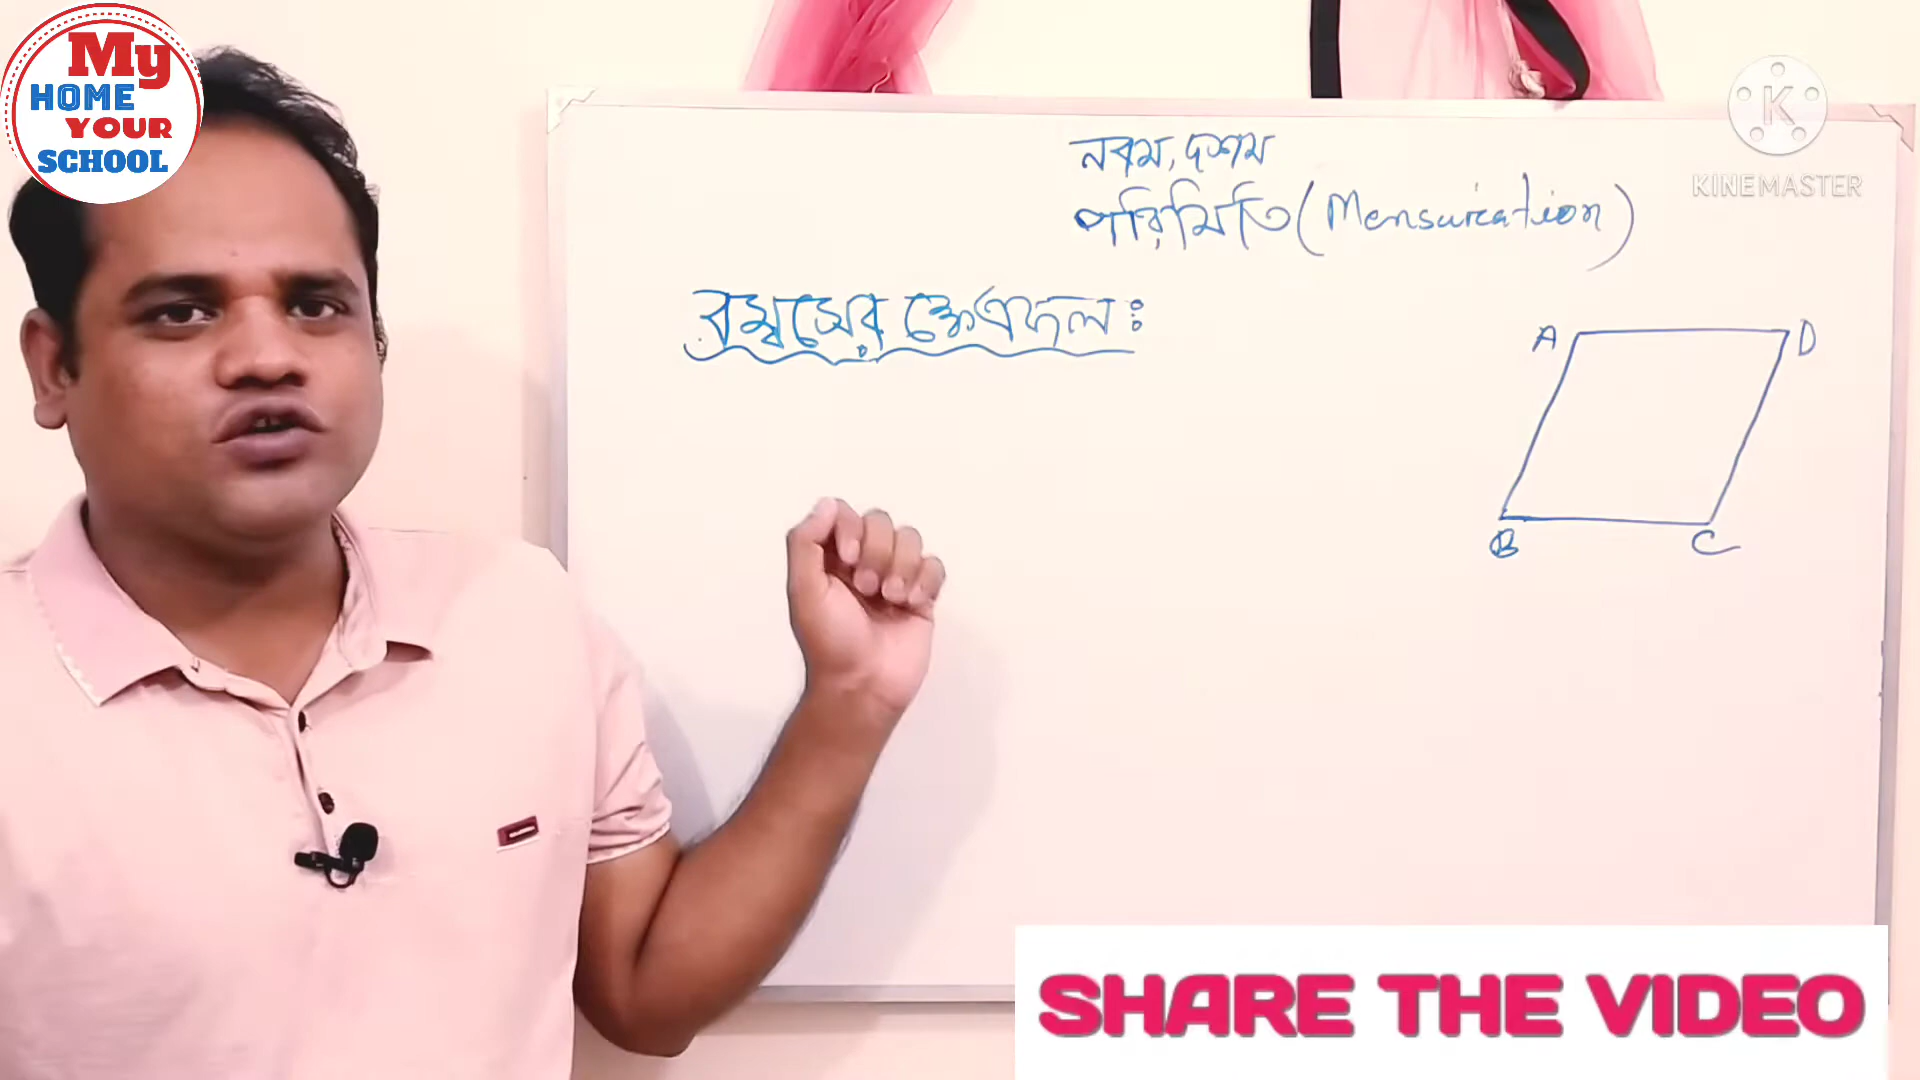 My
HOME
YOUR
SCHOOL
K
KINEMASTER
নবম, দশম
পরিমিতি (Mensuration)
রম্বসের ক্ষেত্রফল ঃ
A
D
B
C
SHARE THE VIDEO